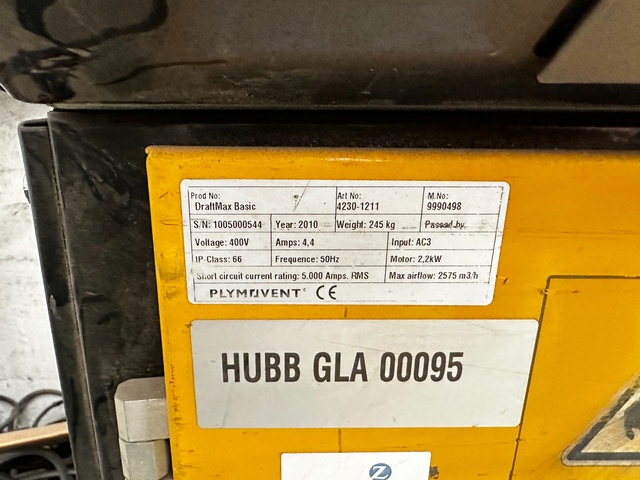 Prod No: Art No: M.No:
DraftMax Basic 4230-1211 9990498
S/N: 1005000544 Year: 2010 Weight: 245 kg Passed by
Voltage: 400V Amps: 4,4 Input: AC3
IP-Class: 66 Frequency: 50Hz Motor: 2,2kW
Short circuit current rating: 5.000 Amps. RMS Max airflow: 2575 m3/h
PLYMOVENT CE
HUBB GLA 00095
Z